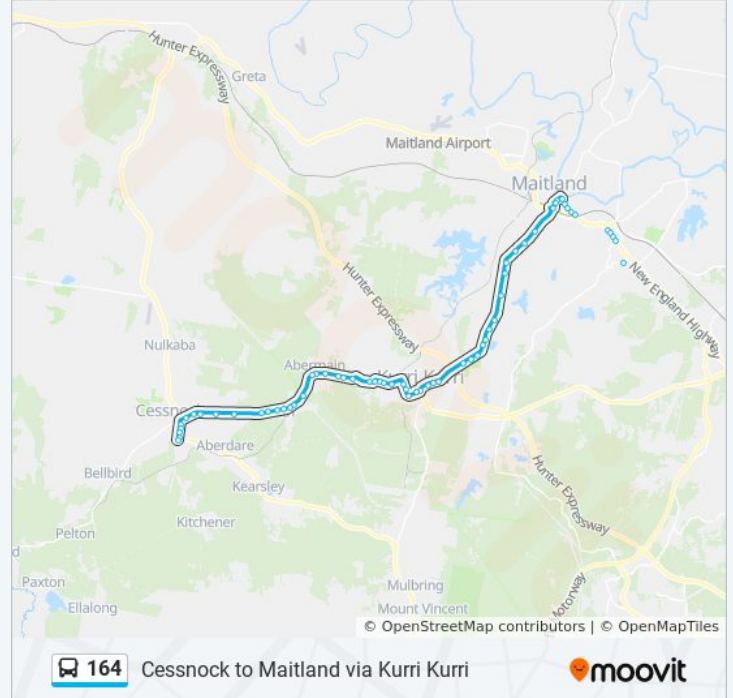 Hunter Expressway
Greta
Maitland Airport
Maitland
Hunter Expressway
New England Highway
Nulkaba
Abermain
Kurri Kurri
Cessnock
Aberdare
Bellbird
Kearsley
Hunter Expressway
Kitchener
Pelton
d
Paxton
Mulbring
Ellalong
Mount Vincent
Motorway
© OpenStreetMap contributors | © OpenMapTiles
164 Cessnock to Maitland via Kurri Kurri
moovit